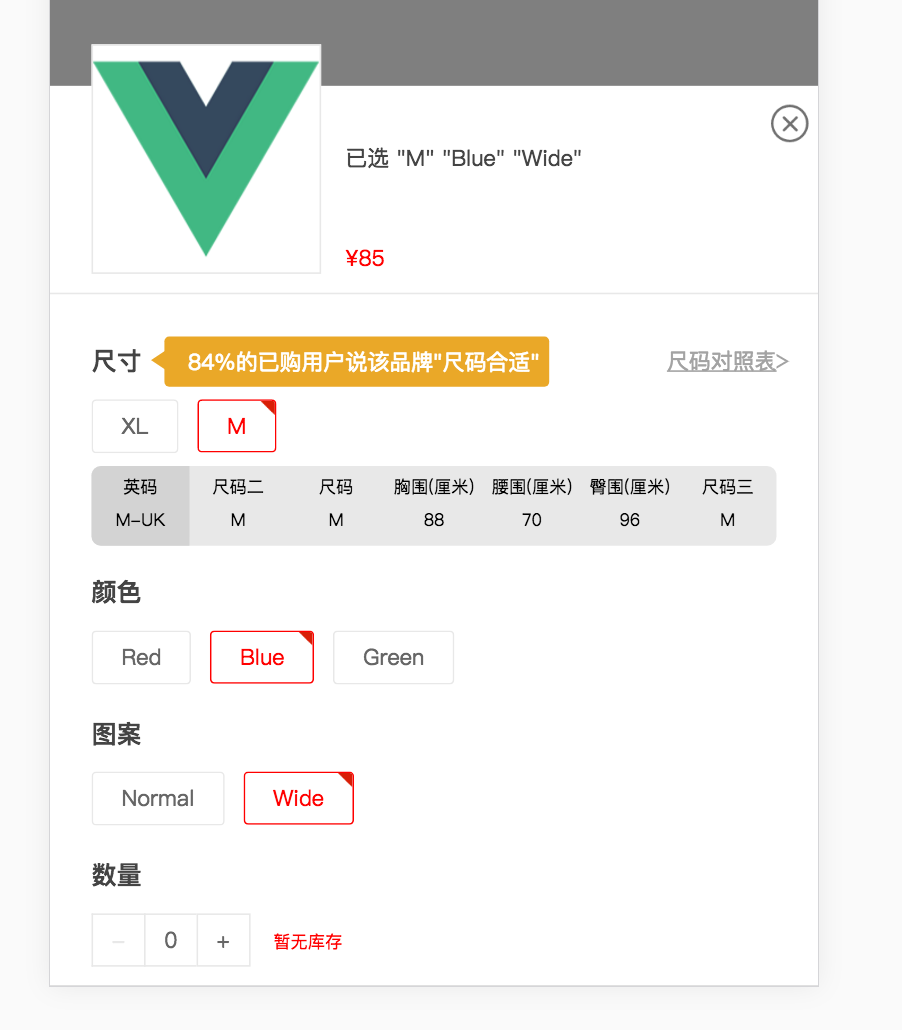 已选 "M" "Blue" "Wide"
¥85
尺寸 84%的已购用户说该品牌"尺码合适" 尺码对照表>
XL M
英码 尺码二 尺码 胸围(厘米) 腰围(厘米) 臀围(厘米) 尺码三
M-UK M M 88 70 96 M
颜色
Red Blue Green
图案
Normal Wide
数量
− 0 + 暂无库存